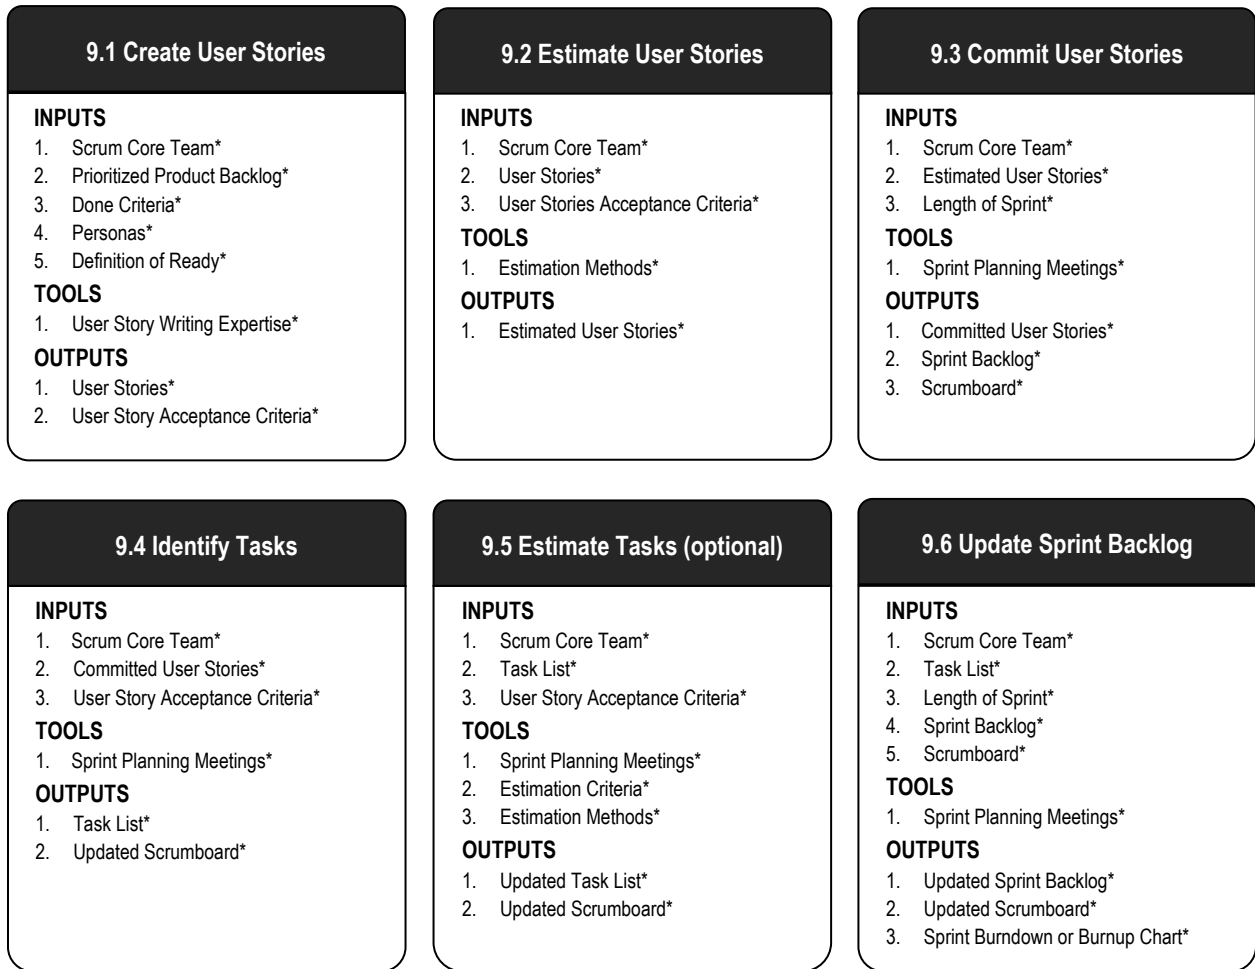 9.1 Create User Stories
INPUTS
1. Scrum Core Team*
2. Prioritized Product Backlog*
3. Done Criteria*
4. Personas*
5. Definition of Ready*
TOOLS
1. User Story Writing Expertise*
OUTPUTS
1. User Stories*
2. User Story Acceptance Criteria*
9.2 Estimate User Stories
INPUTS
1. Scrum Core Team*
2. User Stories*
3. User Stories Acceptance Criteria*
TOOLS
1. Estimation Methods*
OUTPUTS
1. Estimated User Stories*
9.3 Commit User Stories
INPUTS
1. Scrum Core Team*
2. Estimated User Stories*
3. Length of Sprint*
TOOLS
1. Sprint Planning Meetings*
OUTPUTS
1. Committed User Stories*
2. Sprint Backlog*
3. Scrumboard*
9.4 Identify Tasks
INPUTS
1. Scrum Core Team*
2. Committed User Stories*
3. User Story Acceptance Criteria*
TOOLS
1. Sprint Planning Meetings*
OUTPUTS
1. Task List*
2. Updated Scrumboard*
9.5 Estimate Tasks (optional)
INPUTS
1. Scrum Core Team*
2. Task List*
3. User Story Acceptance Criteria*
TOOLS
1. Sprint Planning Meetings*
2. Estimation Criteria*
3. Estimation Methods*
OUTPUTS
1. Updated Task List*
2. Updated Scrumboard*
9.6 Update Sprint Backlog
INPUTS
1. Scrum Core Team*
2. Task List*
3. Length of Sprint*
4. Sprint Backlog*
5. Scrumboard*
TOOLS
1. Sprint Planning Meetings*
OUTPUTS
1. Updated Sprint Backlog*
2. Updated Scrumboard*
3. Sprint Burndown or Burnup Chart*